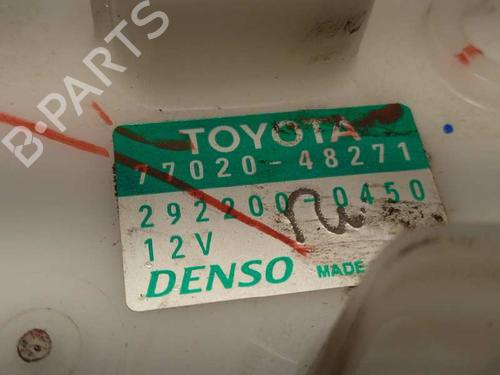 B-PARTS
TOYOTA
77020-48271
292200-0450
12V
DENSO MADE